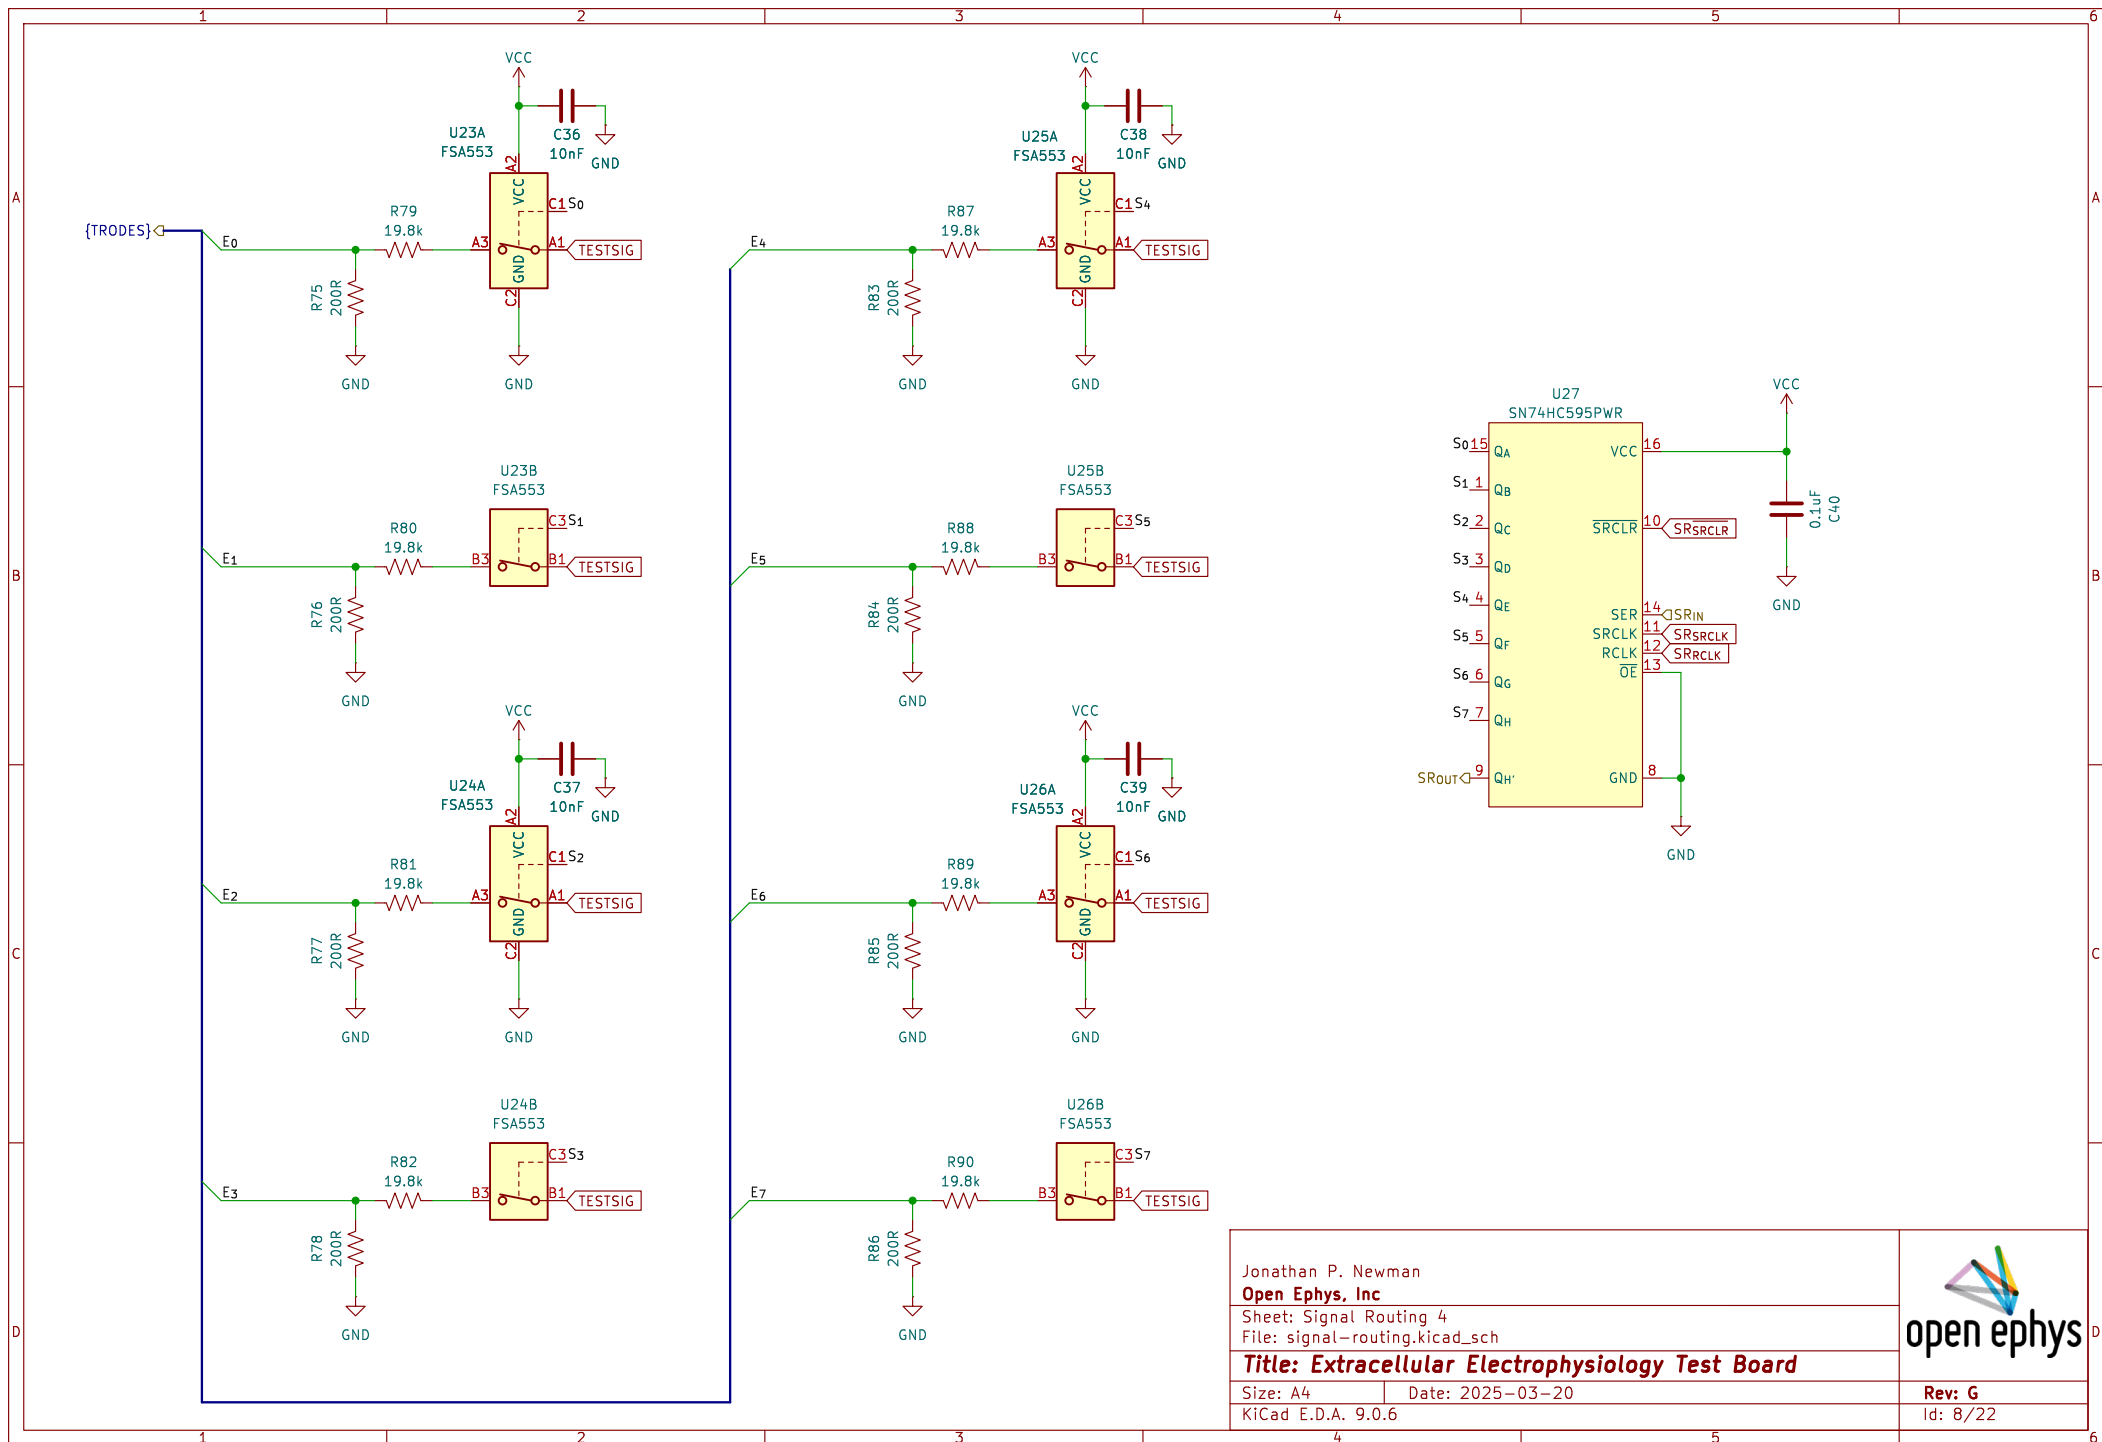 1 2 3 4 5 6
A
B
C
D
A
B
C
D
{TRODES}
VCC
C36
10nF
GND
U23A
FSA553
A2
VCC
C1 S0
R79
19.8k
E0
A3
A1
TESTSIG
GND
C2
R75
200R
GND
GND
U23B
FSA553
C3 S1
R80
19.8k
E1
B3
B1
TESTSIG
R76
200R
GND
VCC
C37
10nF
GND
U24A
FSA553
A2
VCC
C1 S2
R81
19.8k
E2
A3
A1
TESTSIG
GND
C2
R77
200R
GND
GND
U24B
FSA553
C3 S3
R82
19.8k
E3
B3
B1
TESTSIG
R78
200R
GND
VCC
C38
10nF
GND
U25A
FSA553
A2
VCC
C1 S4
R87
19.8k
E4
A3
A1
TESTSIG
GND
C2
R83
200R
GND
GND
U25B
FSA553
C3 S5
R88
19.8k
E5
B3
B1
TESTSIG
R84
200R
GND
VCC
C39
10nF
GND
U26A
FSA553
A2
VCC
C1 S6
R89
19.8k
E6
A3
A1
TESTSIG
GND
C2
R85
200R
GND
GND
U26B
FSA553
C3 S7
R90
19.8k
E7
B3
B1
TESTSIG
R86
200R
GND
U27
SN74HC595PWR
S0 15 QA
S1 1 QB
S2 2 QC
S3 3 QD
S4 4 QE
S5 5 QF
S6 6 QG
S7 7 QH
SROUT 9 QH'
VCC 16
SRCLR 10 SRSRCLR
SER 14 SRIN
SRCLK 11 SRSRCLK
RCLK 12 SRRCLK
OE 13
GND 8
GND
VCC
0.1uF
C40
GND
Jonathan P. Newman
Open Ephys, Inc
Sheet: Signal Routing 4
File: signal-routing.kicad_sch
Title: Extracellular Electrophysiology Test Board
Size: A4 Date: 2025-03-20
KiCad E.D.A. 9.0.6
open ephys
Rev: G
Id: 8/22
1 2 3 4 5 6